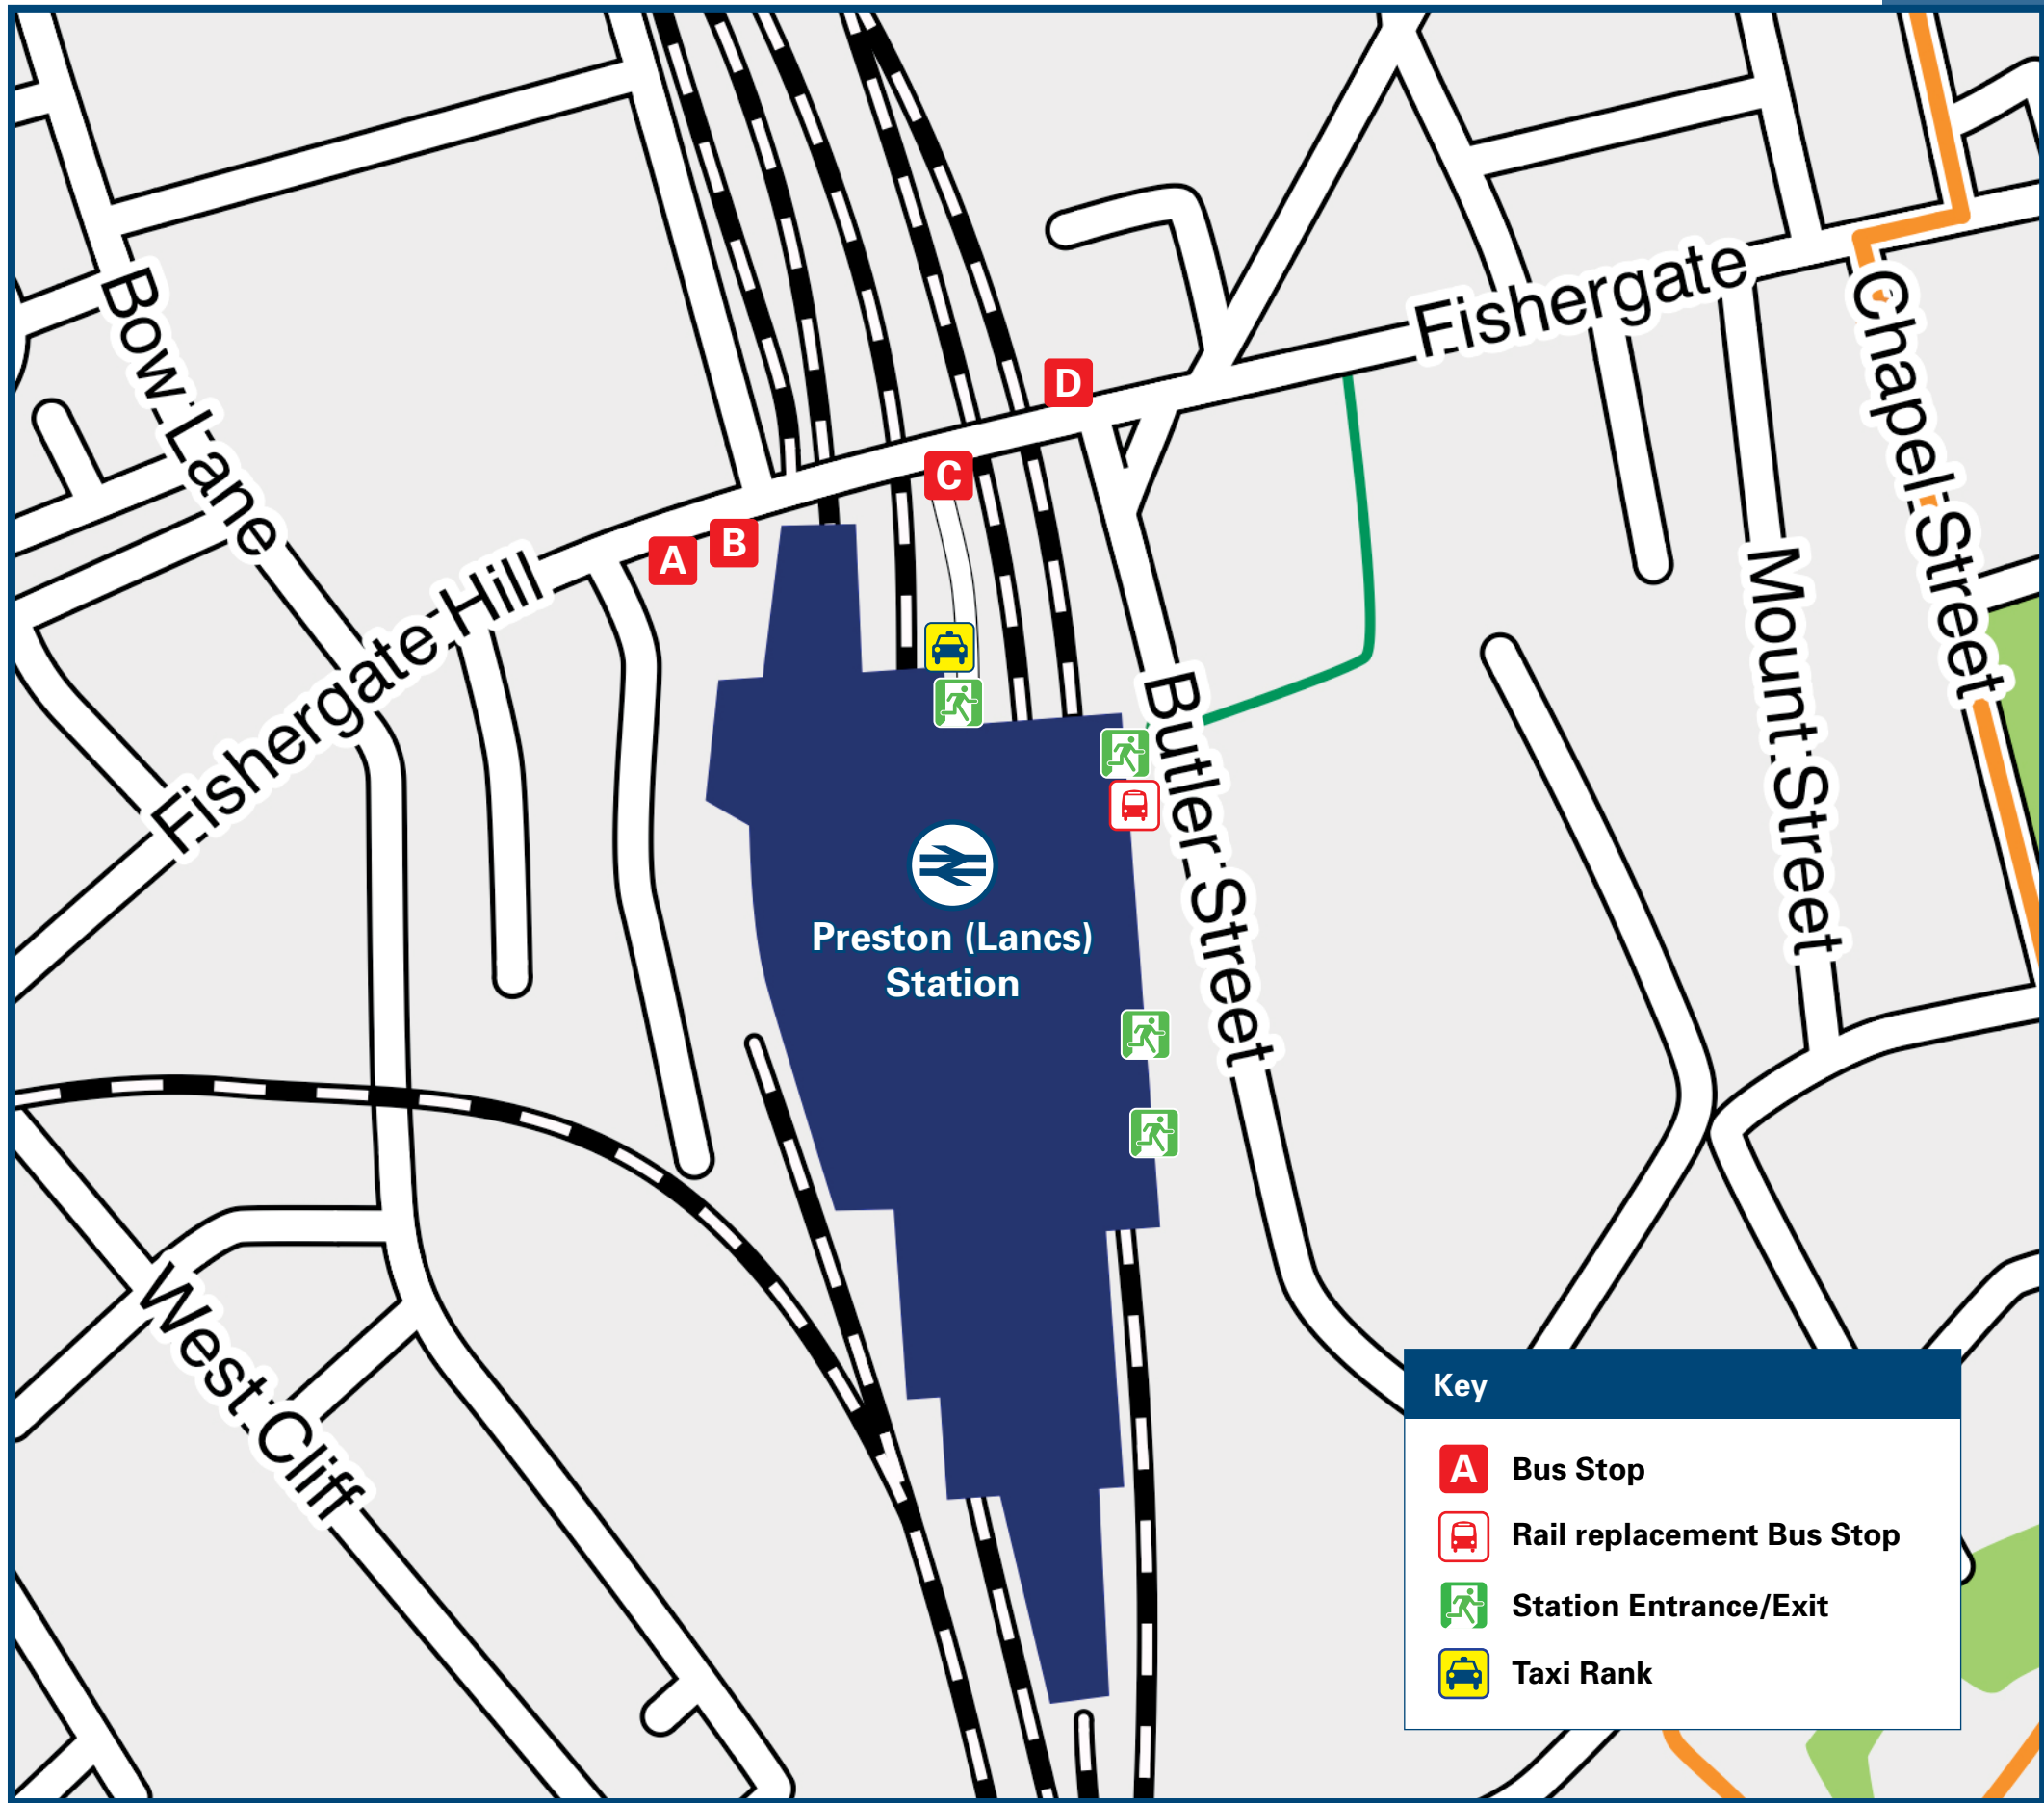 Bow Lane
Fishergate
Chapel Street
D
C
B
A
Fishergate Hill
Mount Street
Butler Street
Preston (Lancs)
Station
West Cliff
Key
A Bus Stop
Rail replacement Bus Stop
Station Entrance/Exit
Taxi Rank